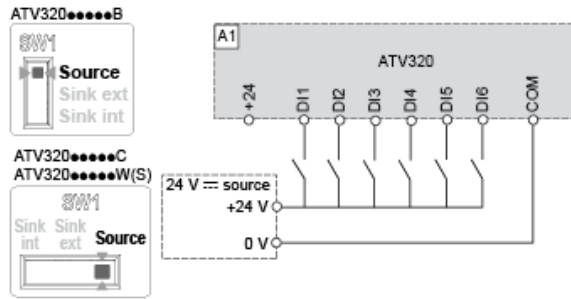 ATV320●●●●●B
SW1
Source
Sink ext
Sink int
ATV320●●●●●C
ATV320●●●●●W(S)
SW1
Sink int
Sink ext
Source
A1
ATV320
+24
DI1
DI2
DI3
DI4
DI5
DI6
COM
24 V ⎓ source
+24 V
0 V